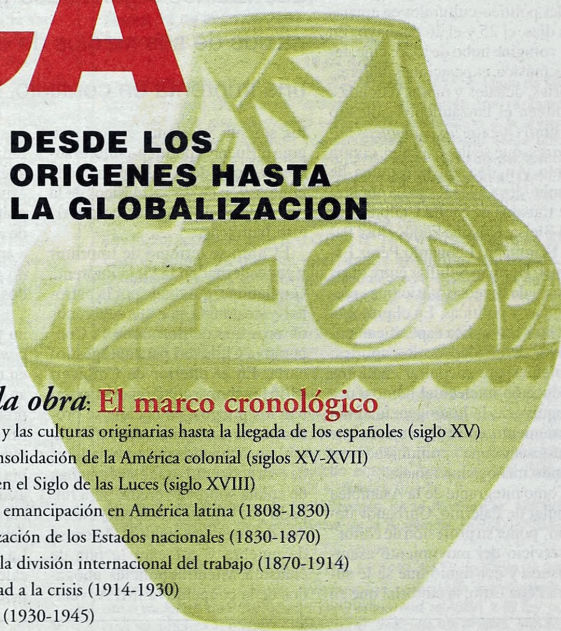 CA
DESDE LOS
ORIGENES HASTA
LA GLOBALIZACION
la obra: El marco cronológico
y las culturas originarias hasta la llegada de los españoles (siglo XV)
nsolidación de la América colonial (siglos XV-XVII)
en el Siglo de las Luces (siglo XVIII)
emancipación en América latina (1808-1830)
zación de los Estados nacionales (1830-1870)
la división internacional del trabajo (1870-1914)
ad a la crisis (1914-1930)
(1930-1945)